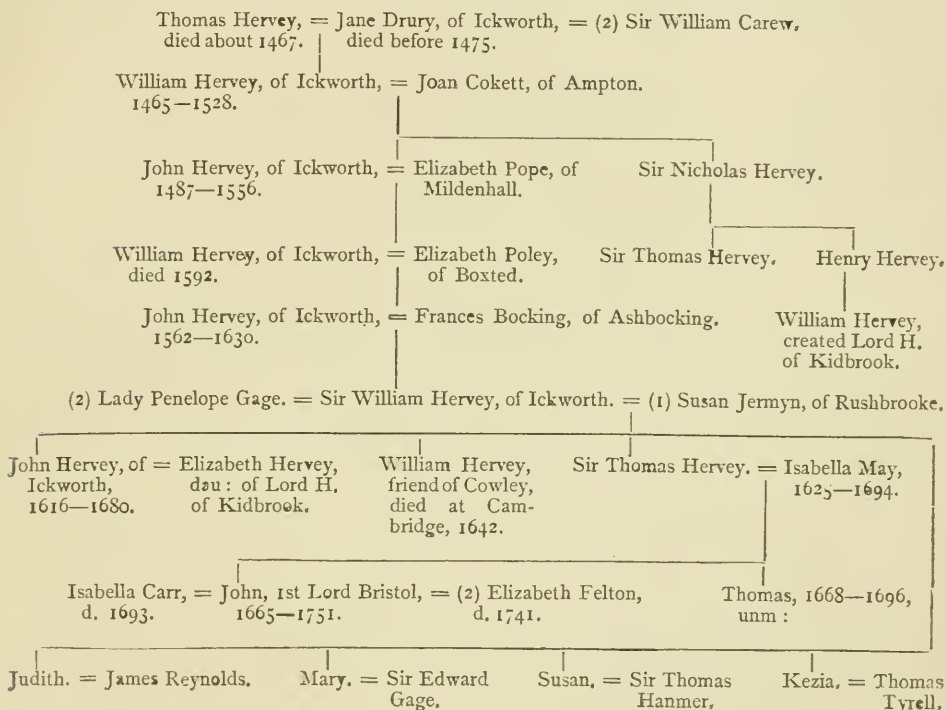 Thomas Hervey, = Jane Drury, of Ickworth, = (2) Sir William Carew.
died about 1467. died before 1475.
William Hervey, of Ickworth, = Joan Cokett, of Ampton.
1465—1528.
John Hervey, of Ickworth, = Elizabeth Pope, of Sir Nicholas Hervey.
1487—1556. Mildenhall.
William Hervey, of Ickworth, = Elizabeth Poley, Sir Thomas Hervey. Henry Hervey.
died 1592. of Boxted.
John Hervey, of Ickworth, = Frances Bocking, of Ashbocking. William Hervey,
1562—1630. created Lord H.
of Kidbrook.
(2) Lady Penelope Gage. = Sir William Hervey, of Ickworth. = (1) Susan Jermyn, of Rushbrooke.
John Hervey, of = Elizabeth Hervey, William Hervey, Sir Thomas Hervey. = Isabella May,
Ickworth, dau: of Lord H. friend of Cowley, 1625—1694.
1616—1680. of Kidbrook. died at Cam-
bridge, 1642.
Isabella Carr, = John, 1st Lord Bristol, = (2) Elizabeth Felton, Thomas, 1668—1696,
d. 1693. 1665—1751. d. 1741. unm:
Judith. = James Reynolds. Mary. = Sir Edward Susan. = Sir Thomas Kezia. = Thomas
Gage. Hanmer. Tyrell.